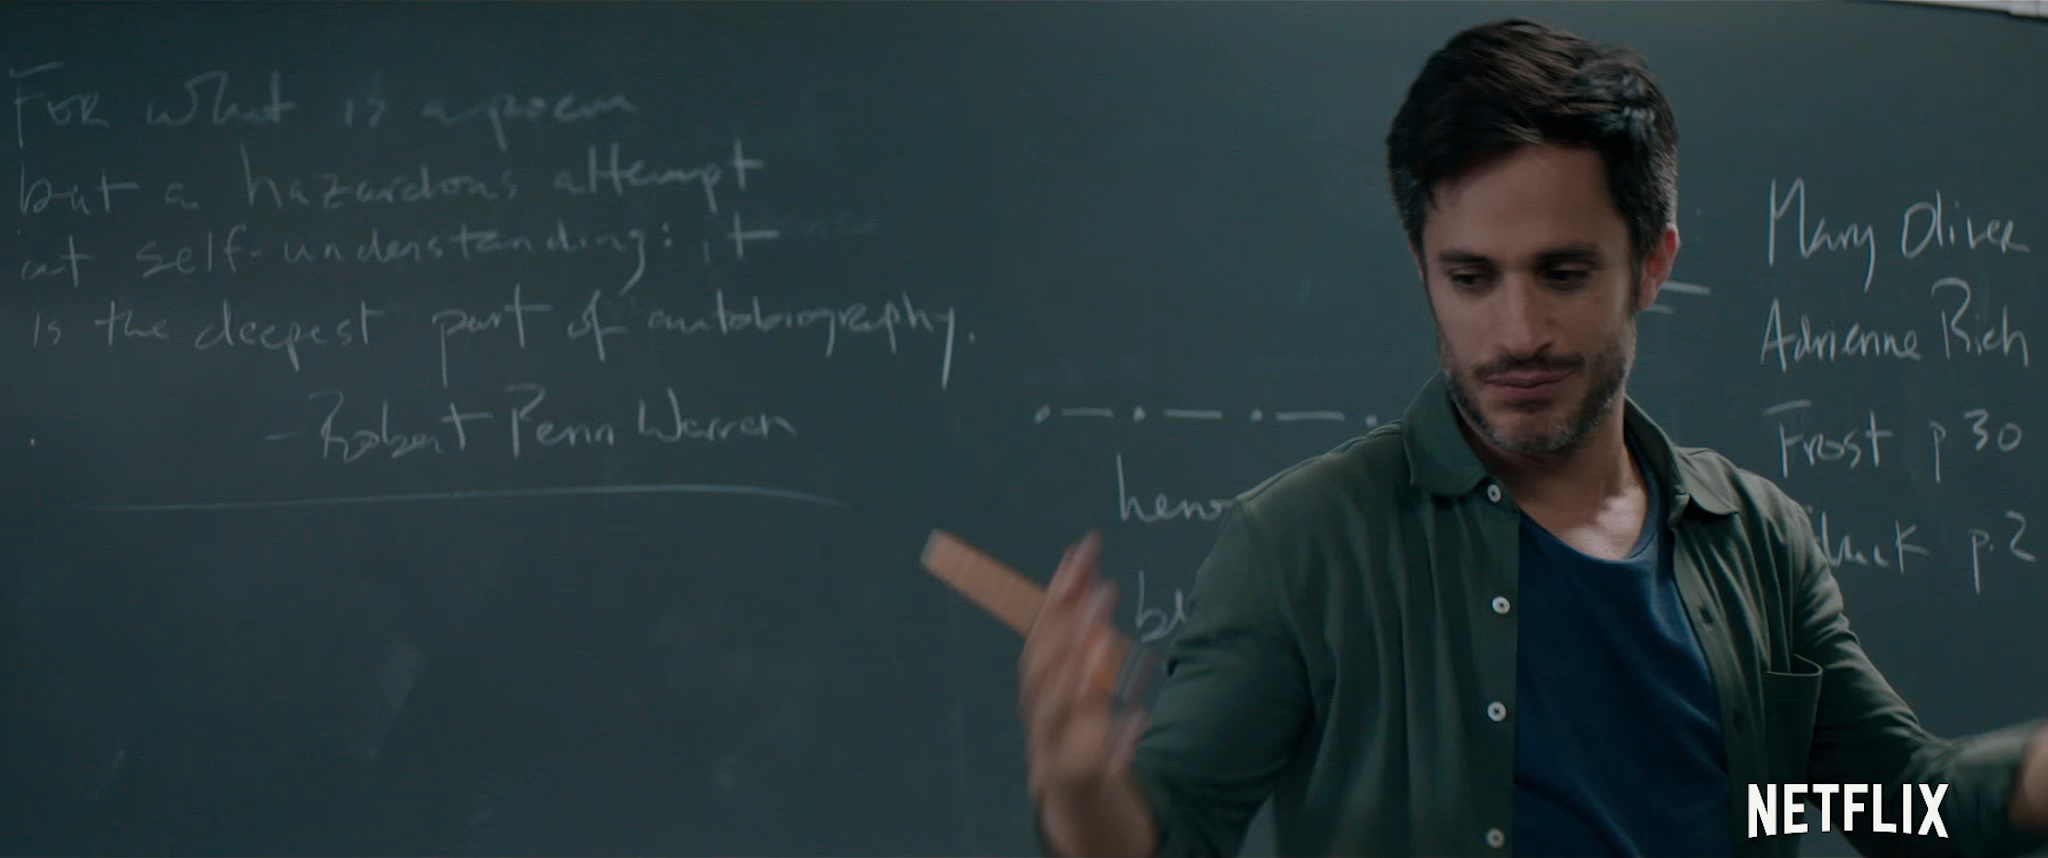 For what is a poem
but a hazardous attempt
at self-understanding: it
is the deepest part of autobiography.
- Robert Penn Warren
Mary Oliver
Adrienne Rich
Frost p 30
p. 2
NETFLIX